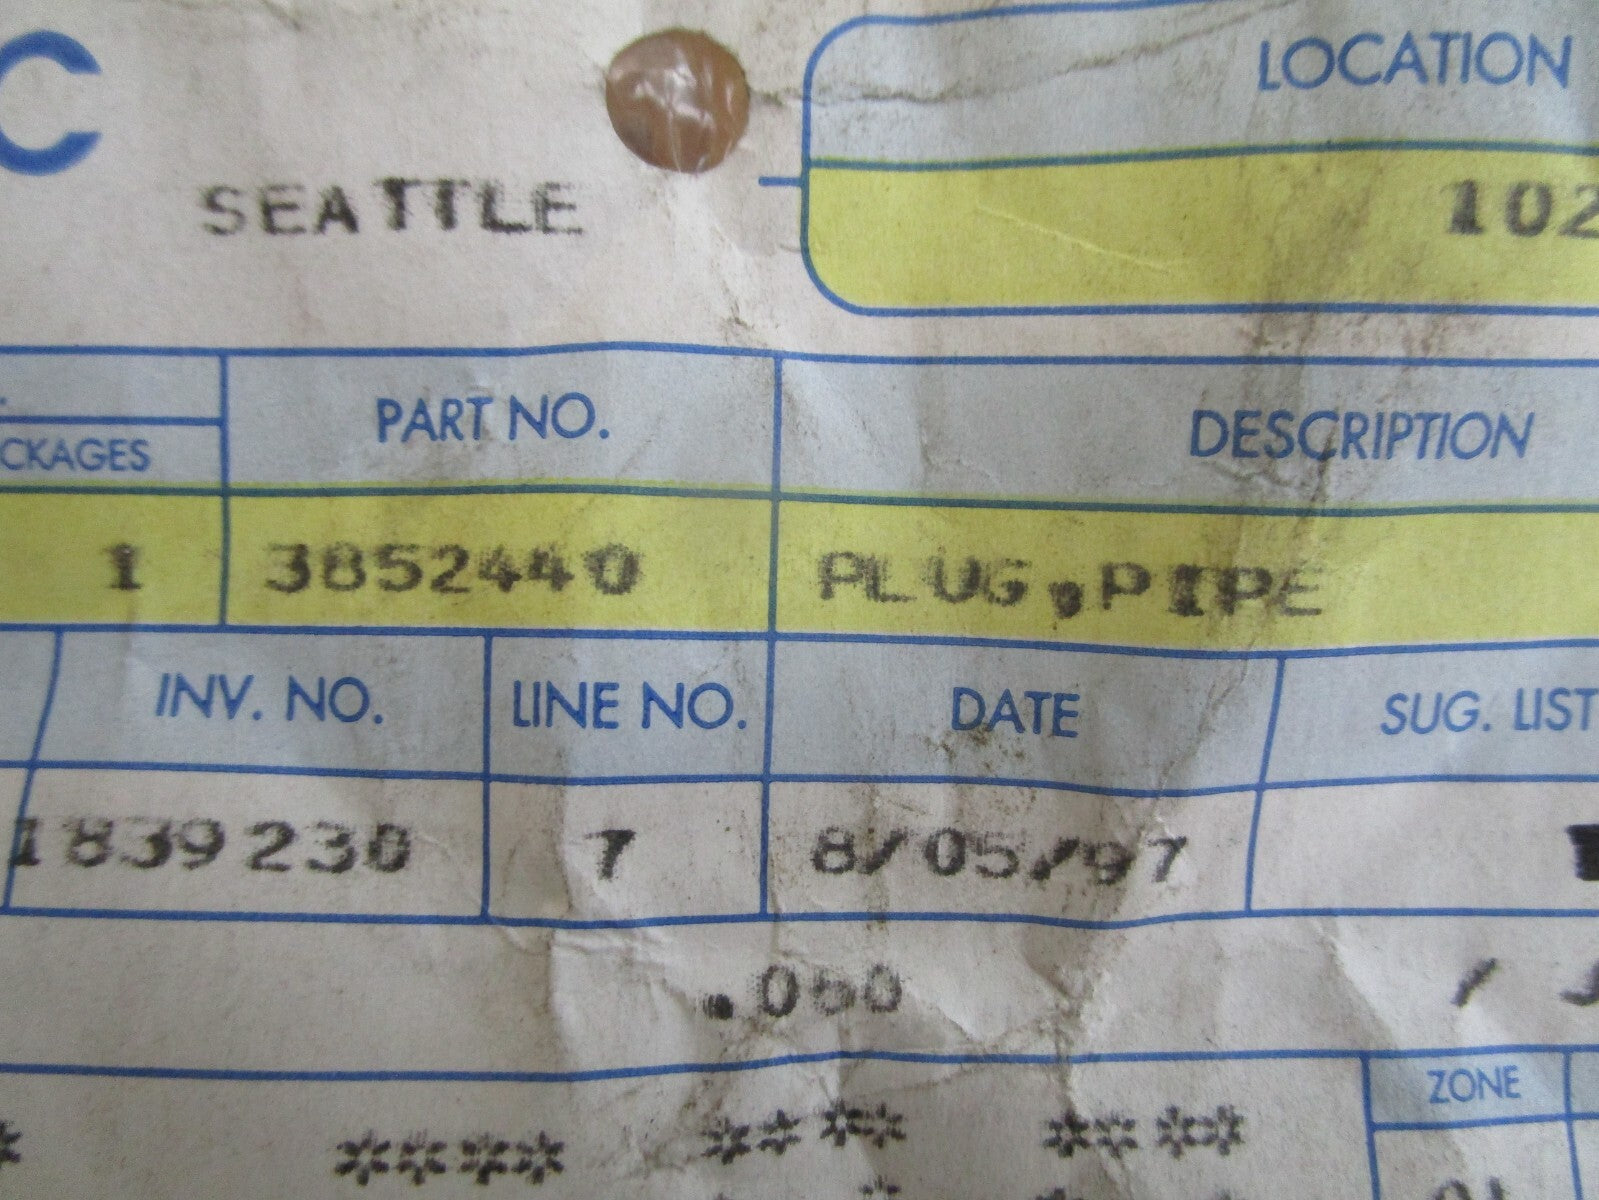 C
LOCATION
SEATTLE
102
PART NO.
DESCRIPTION
CKAGES
1 3852440 PLUG,PIPE
INV. NO. LINE NO. DATE SUG. LIST
1839230 7 8/05/97
.060 /
ZONE
**** **** ****